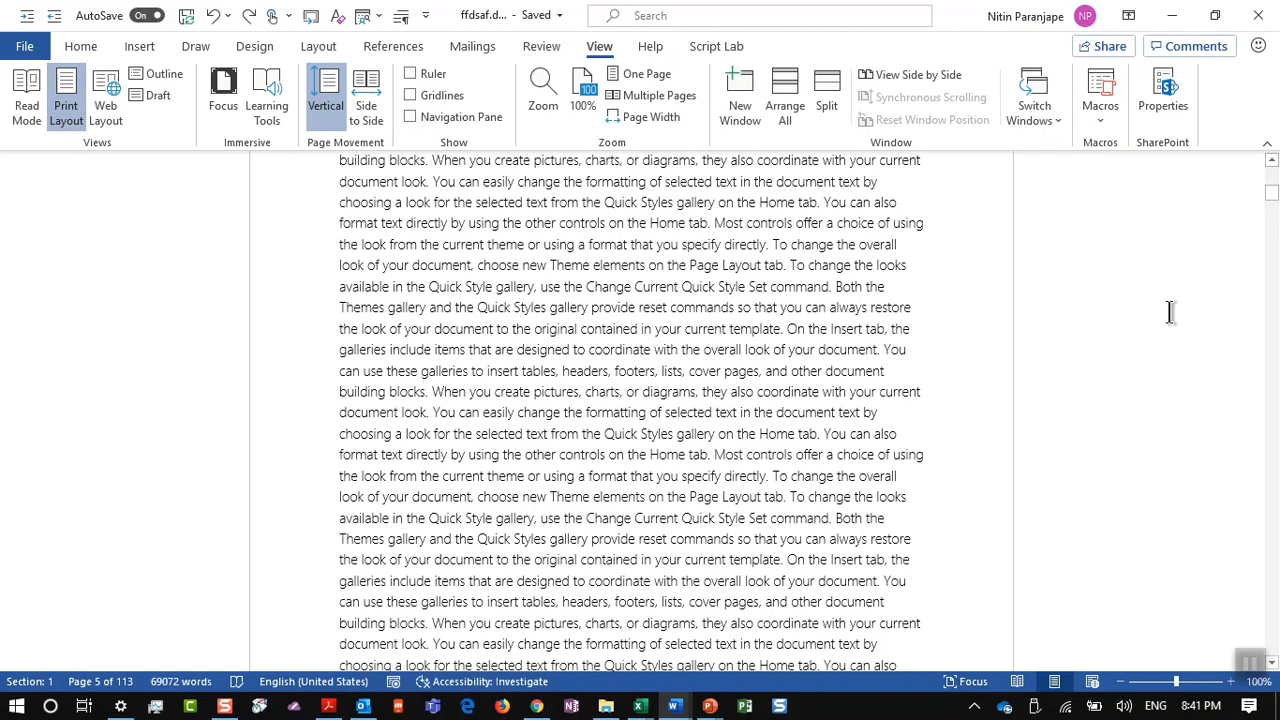 AutoSave On ffdsaf.d... - Saved Search Nitin Paranjape NP
File Home Insert Draw Design Layout References Mailings Review View Help Script Lab Share Comments
Read Mode
Print Layout
Web Layout
Outline
Draft
Views
Focus
Learning Tools
Immersive
Vertical
Side to Side
Page Movement
Ruler
Gridlines
Navigation Pane
Show
Zoom
100
100%
One Page
Multiple Pages
Page Width
Zoom
New Window
Arrange All
Split
View Side by Side
Synchronous Scrolling
Reset Window Position
Switch Windows
Window
Macros
Macros
Properties
SharePoint
building blocks. When you create pictures, charts, or diagrams, they also coordinate with your current
document look. You can easily change the formatting of selected text in the document text by
choosing a look for the selected text from the Quick Styles gallery on the Home tab. You can also
format text directly by using the other controls on the Home tab. Most controls offer a choice of using
the look from the current theme or using a format that you specify directly. To change the overall
look of your document, choose new Theme elements on the Page Layout tab. To change the looks
available in the Quick Style gallery, use the Change Current Quick Style Set command. Both the
Themes gallery and the Quick Styles gallery provide reset commands so that you can always restore
the look of your document to the original contained in your current template. On the Insert tab, the
galleries include items that are designed to coordinate with the overall look of your document. You
can use these galleries to insert tables, headers, footers, lists, cover pages, and other document
building blocks. When you create pictures, charts, or diagrams, they also coordinate with your current
document look. You can easily change the formatting of selected text in the document text by
choosing a look for the selected text from the Quick Styles gallery on the Home tab. You can also
format text directly by using the other controls on the Home tab. Most controls offer a choice of using
the look from the current theme or using a format that you specify directly. To change the overall
look of your document, choose new Theme elements on the Page Layout tab. To change the looks
available in the Quick Style gallery, use the Change Current Quick Style Set command. Both the
Themes gallery and the Quick Styles gallery provide reset commands so that you can always restore
the look of your document to the original contained in your current template. On the Insert tab, the
galleries include items that are designed to coordinate with the overall look of your document. You
can use these galleries to insert tables, headers, footers, lists, cover pages, and other document
building blocks. When you create pictures, charts, or diagrams, they also coordinate with your current
document look. You can easily change the formatting of selected text in the document text by
choosing a look for the selected text from the Quick Styles gallery on the Home tab. You can also
Section: 1 Page 5 of 113 69072 words English (United States) Accessibility: Investigate Focus 100%
ENG 8:41 PM